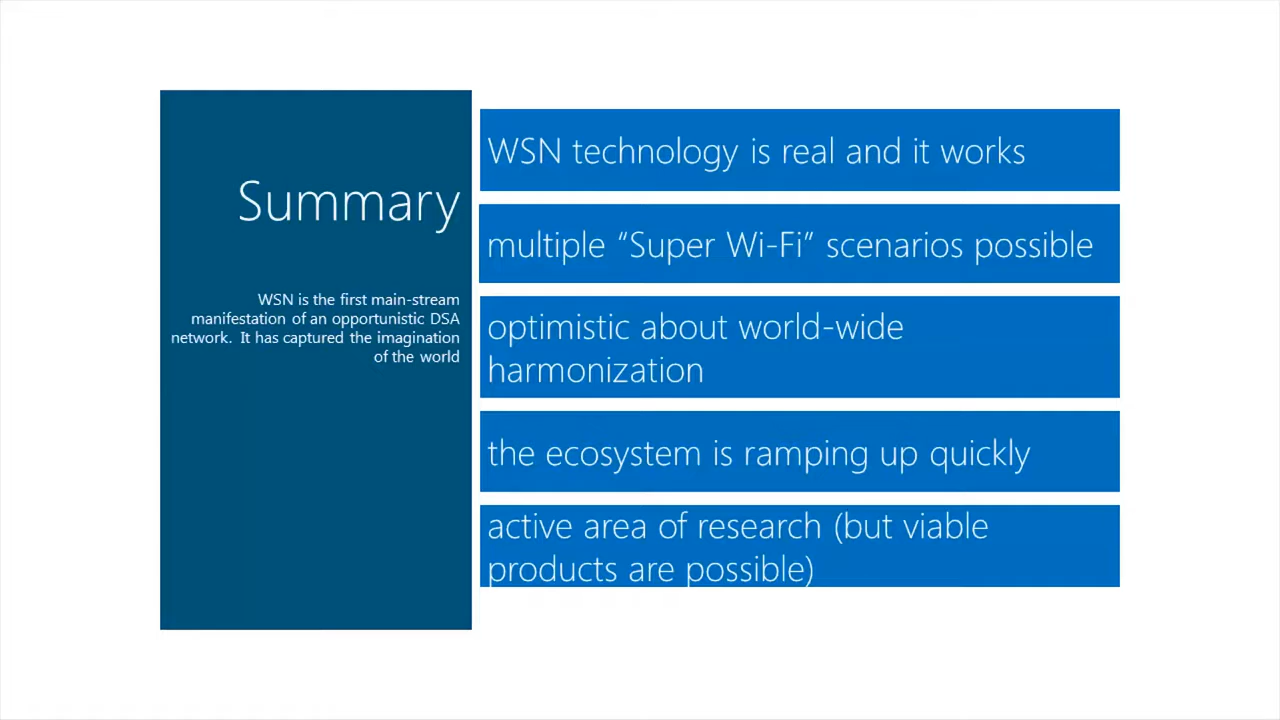 Summary
WSN is the first main-stream
manifestation of an opportunistic DSA
network.  It has captured the imagination
of the world
WSN technology is real and it works
multiple “Super Wi-Fi” scenarios possible
optimistic about world-wide
harmonization
the ecosystem is ramping up quickly
active area of research (but viable
products are possible)